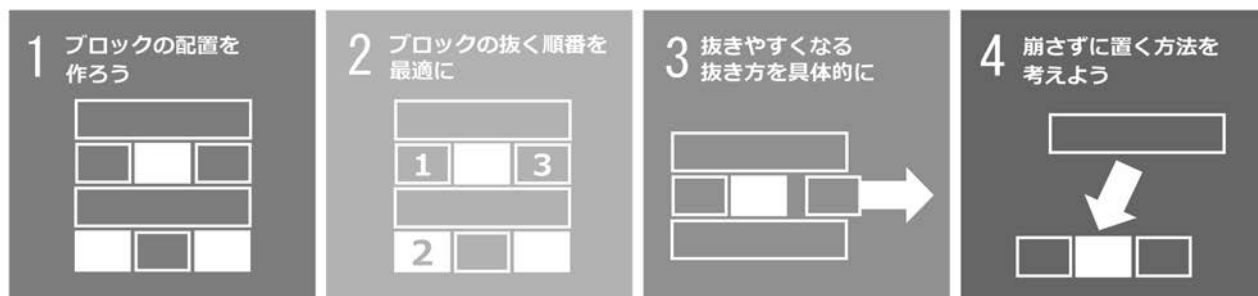 1 ブロックの配置を
作ろう
2 ブロックの抜く順番を
最適に
1 3
2
3 抜きやすくなる
抜き方を具体的に
4 崩さずに置く方法を
考えよう